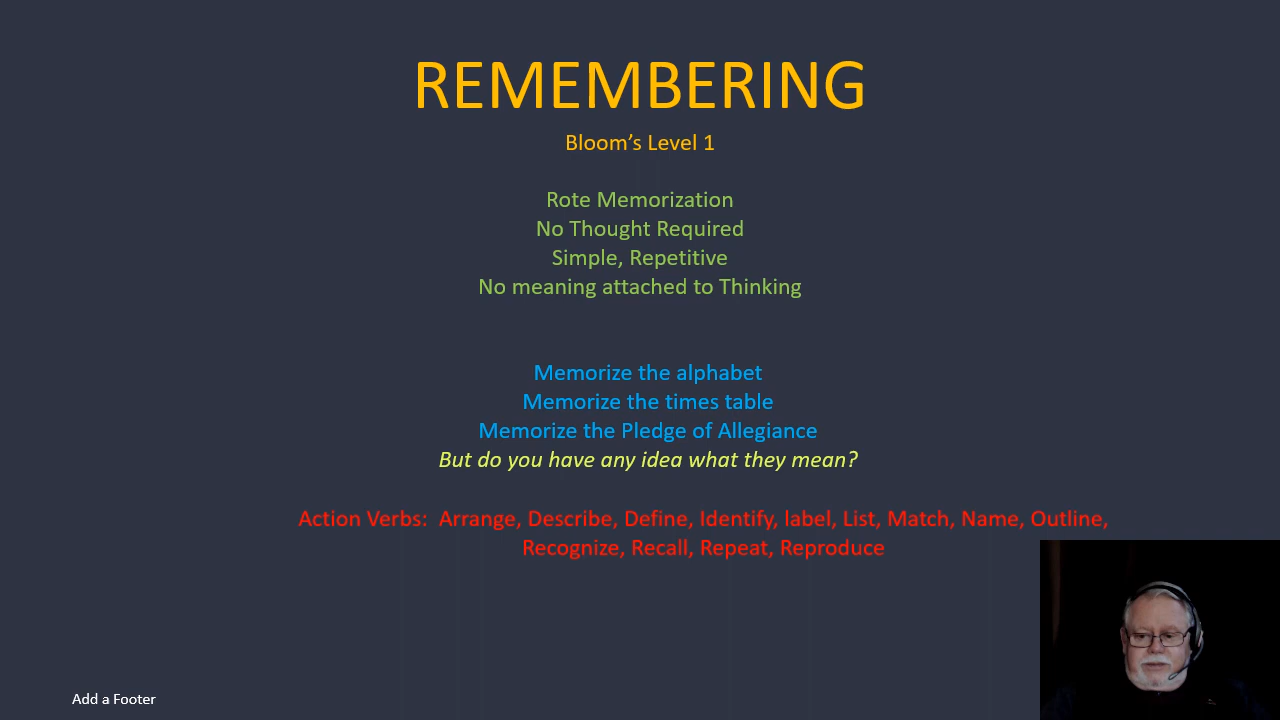 REMEMBERING
Bloom’s Level 1
Rote Memorization
No Thought Required
Simple, Repetitive
No meaning attached to Thinking
Memorize the alphabet
Memorize the times table
Memorize the Pledge of Allegiance
But do you have any idea what they mean?
Action Verbs:  Arrange, Describe, Define, Identify, label, List, Match, Name, Outline,
Recognize, Recall, Repeat, Reproduce
Add a Footer